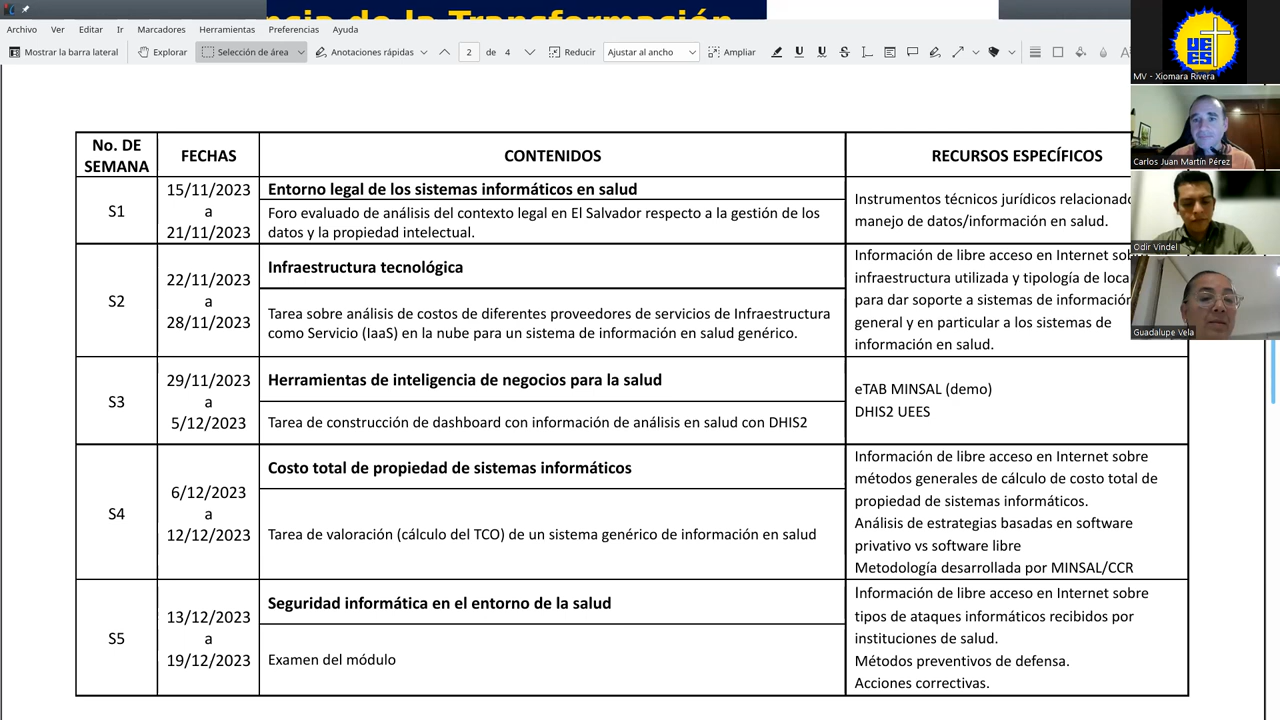 ncia de la Transformación
Archivo Ver Editar Ir Marcadores Herramientas Preferencias Ayuda
Mostrar la barra lateral Explorar Selección de área Anotaciones rápidas 2 de Reducir Ajustar al ancho Ampliar
UE
ES
MV - Xiomara Rivera
Carlos Juan Martín Pérez
Odir Vindel
Guadalupe Vela
No. DE
SEMANA
FECHAS
CONTENIDOS
RECURSOS ESPECÍFICOS
S1
15/11/2023
a
21/11/2023
Entorno legal de los sistemas informáticos en salud
Foro evaluado de análisis del contexto legal en El Salvador respecto a la gestión de los
datos y la propiedad intelectual.
Instrumentos técnicos jurídicos relacionado
manejo de datos/información en salud.
S2
22/11/2023
a
28/11/2023
Infraestructura tecnológica
Tarea sobre análisis de costos de diferentes proveedores de servicios de Infraestructura
como Servicio (IaaS) en la nube para un sistema de información en salud genérico.
Información de libre acceso en Internet sob
infraestructura utilizada y tipología de loca
para dar soporte a sistemas de información
general y en particular a los sistemas de
información en salud.
S3
29/11/2023
a
5/12/2023
Herramientas de inteligencia de negocios para la salud
Tarea de construcción de dashboard con información de análisis en salud con DHIS2
eTAB MINSAL (demo)
DHIS2 UEES
S4
6/12/2023
a
12/12/2023
Costo total de propiedad de sistemas informáticos
Tarea de valoración (cálculo del TCO) de un sistema genérico de información en salud
Información de libre acceso en Internet sobre
métodos generales de cálculo de costo total de
propiedad de sistemas informáticos.
Análisis de estrategias basadas en software
privativo vs software libre
Metodología desarrollada por MINSAL/CCR
S5
13/12/2023
a
19/12/2023
Seguridad informática en el entorno de la salud
Examen del módulo
Información de libre acceso en Internet sobre
tipos de ataques informáticos recibidos por
instituciones de salud.
Métodos preventivos de defensa.
Acciones correctivas.